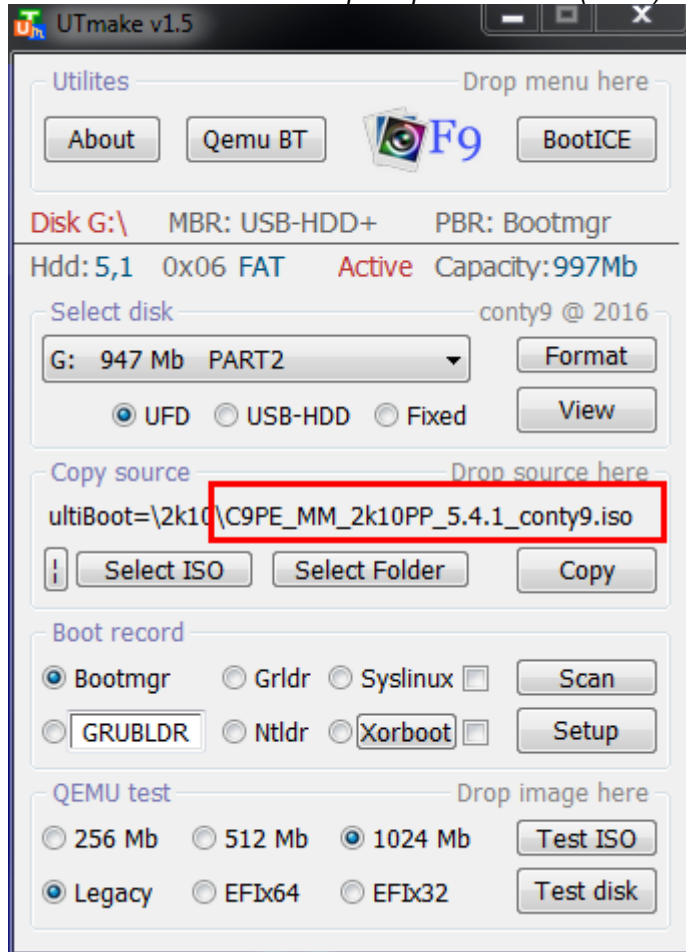 UTmake v1.5
Utilites Drop menu here
About Qemu BT F9 BootICE
Disk G:\ MBR: USB-HDD+ PBR: Bootmgr
Hdd: 5,1 0x06 FAT Active Capacity: 997Mb
Select disk conty9 @ 2016
G: 947 Mb PART2 Format
UFD USB-HDD Fixed View
Copy source Drop source here
ultiBoot=\2k10\C9PE_MM_2k10PP_5.4.1_conty9.iso
Select ISO Select Folder Copy
Boot record
Bootmgr Grldr Syslinux Scan
GRUBLDR Ntldr Xorboot Setup
QEMU test Drop image here
256 Mb 512 Mb 1024 Mb Test ISO
Legacy EFIx64 EFIx32 Test disk